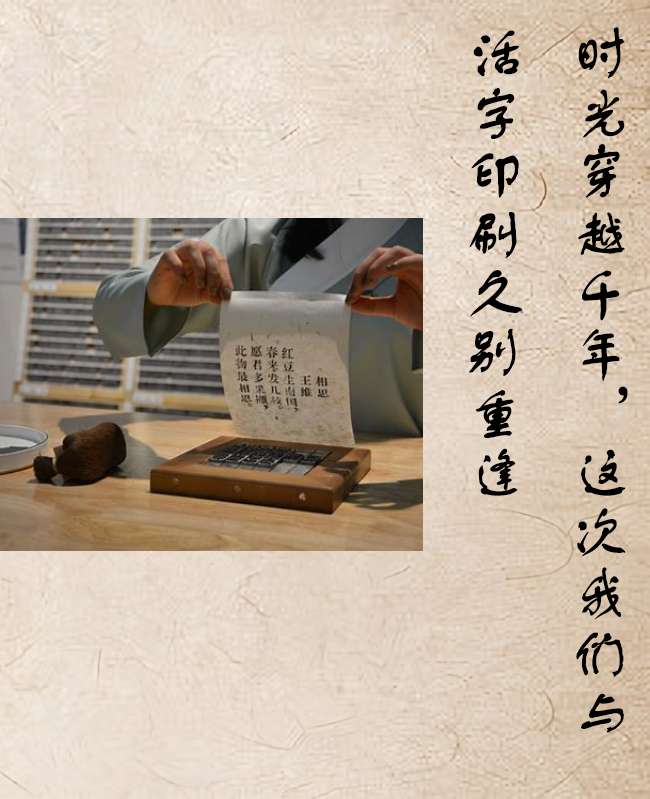 时光穿越千年，这次我们与
活字印刷久别重逢
相思
王维
红豆生南国，
春来发几枝。
愿君多采撷，
此物最相思。